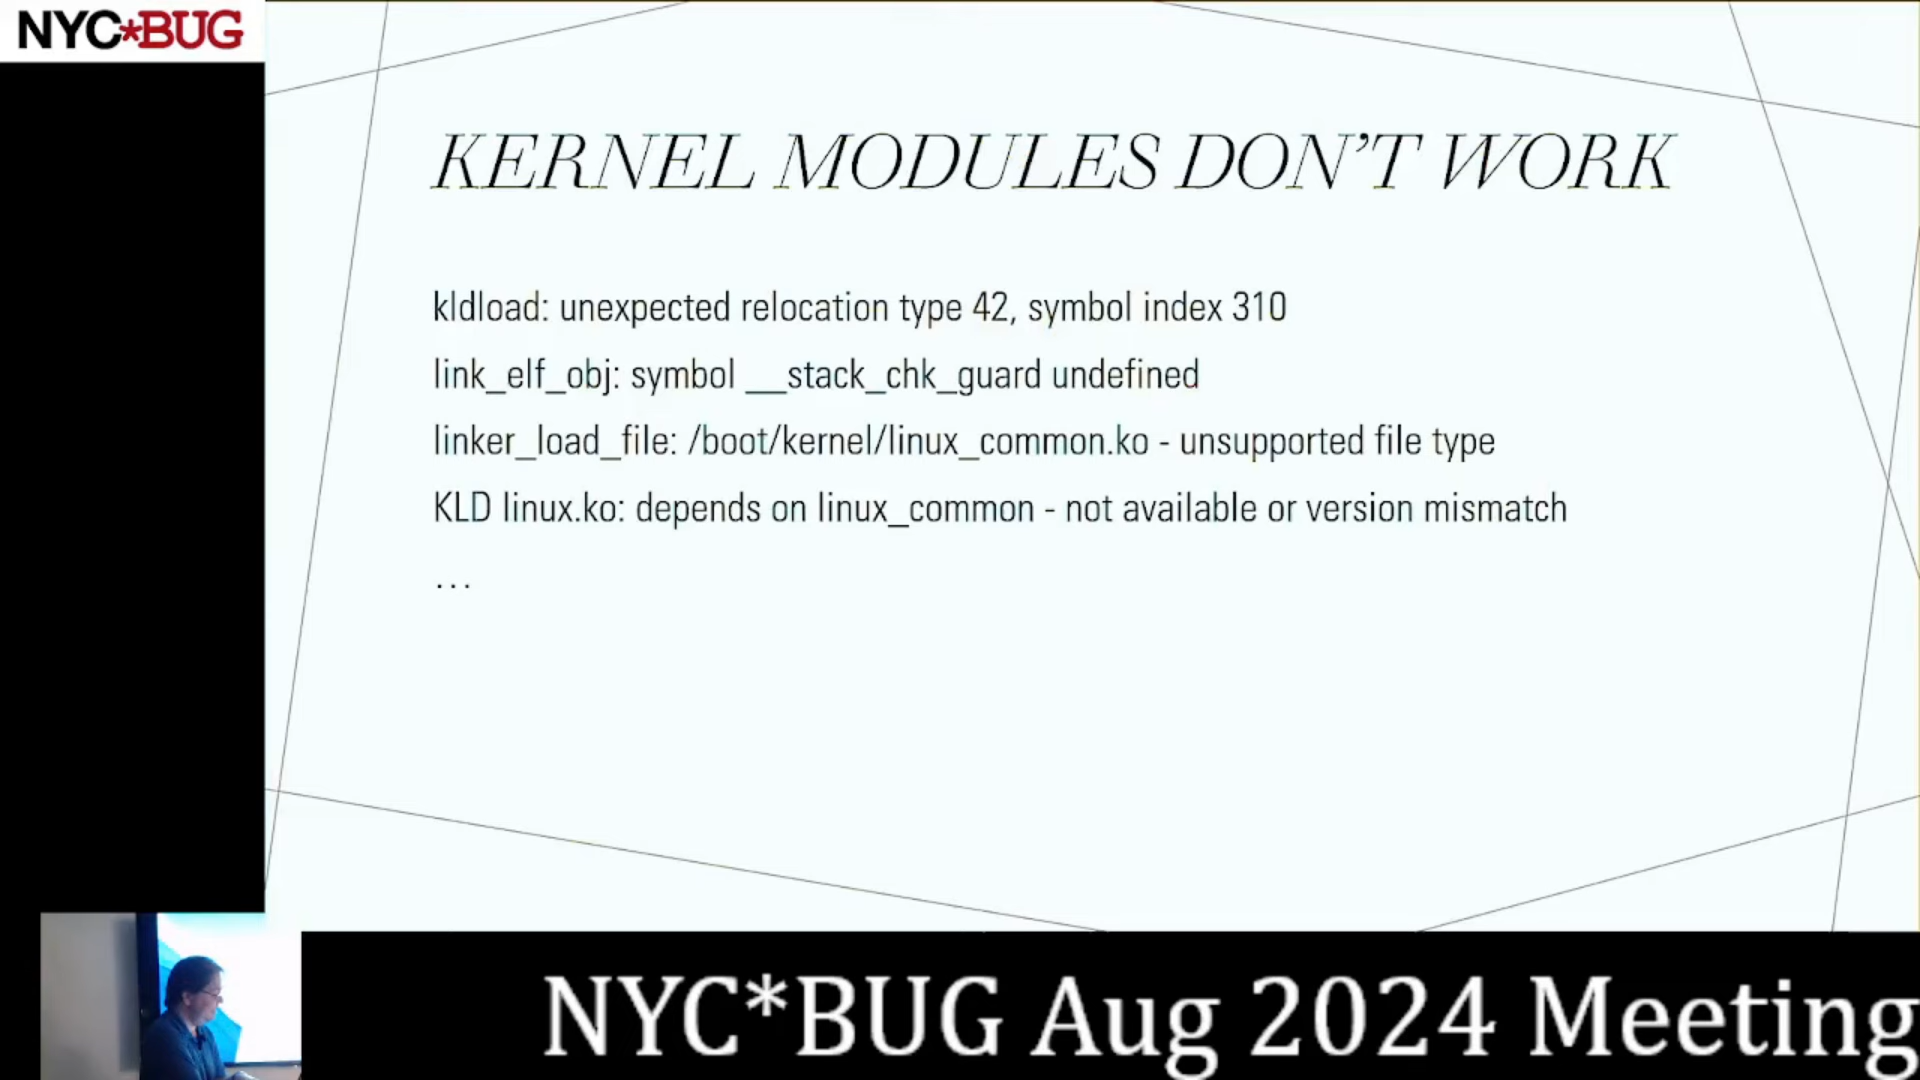 NYC*BUG
KERNEL MODULES DON’T WORK
kldload: unexpected relocation type 42, symbol index 310
link_elf_obj: symbol __stack_chk_guard undefined
linker_load_file: /boot/kernel/linux_common.ko - unsupported file type
KLD linux.ko: depends on linux_common - not available or version mismatch
…
NYC*BUG Aug 2024 Meeting